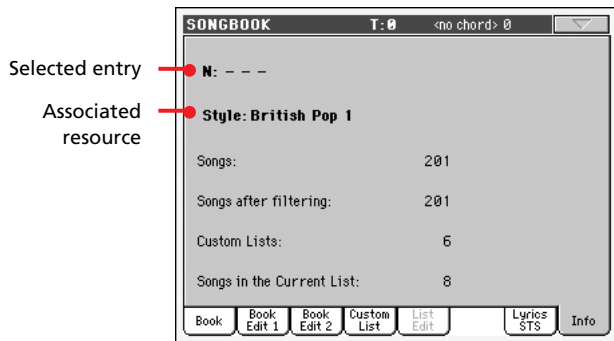 SONGBOOK T:0 <no chord> 0
Selected entry N: – – –
Associated resource Style: British Pop 1
Songs: 201
Songs after filtering: 201
Custom Lists: 6
Songs in the Current List: 8
Book Book Edit 1 Book Edit 2 Custom List List Edit Lyrics STS Info